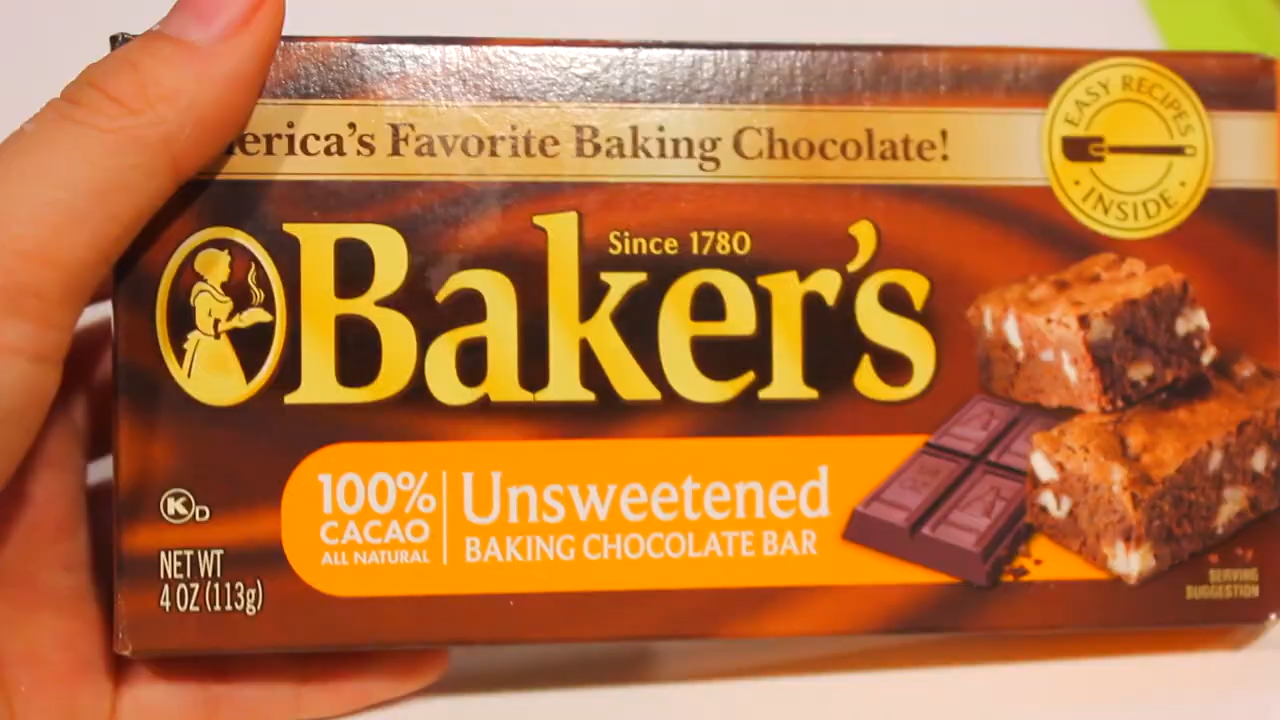 erica's Favorite Baking Chocolate!
EASY RECIPES
INSIDE
Since 1780
Baker's
100%
CACAO
ALL NATURAL
Unsweetened
BAKING CHOCOLATE BAR
K D
NET WT
4 OZ (113g)
SERVING
SUGGESTION